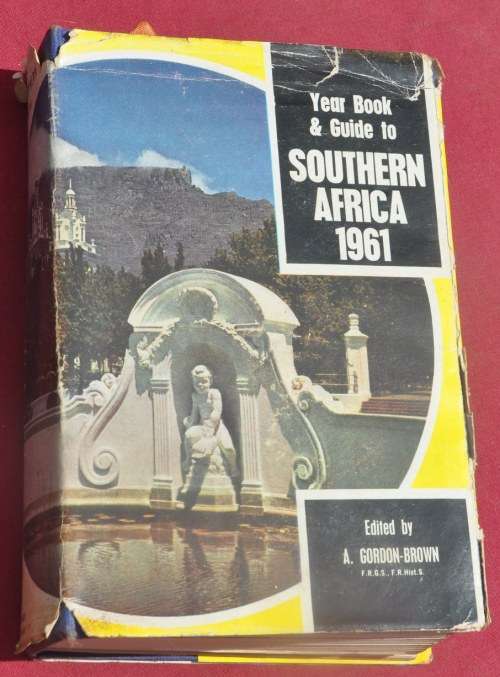 Year Book
& Guide to
SOUTHERN
AFRICA
1961
Edited by
A. GORDON-BROWN
F.R.G.S., F.R.Hist.S.